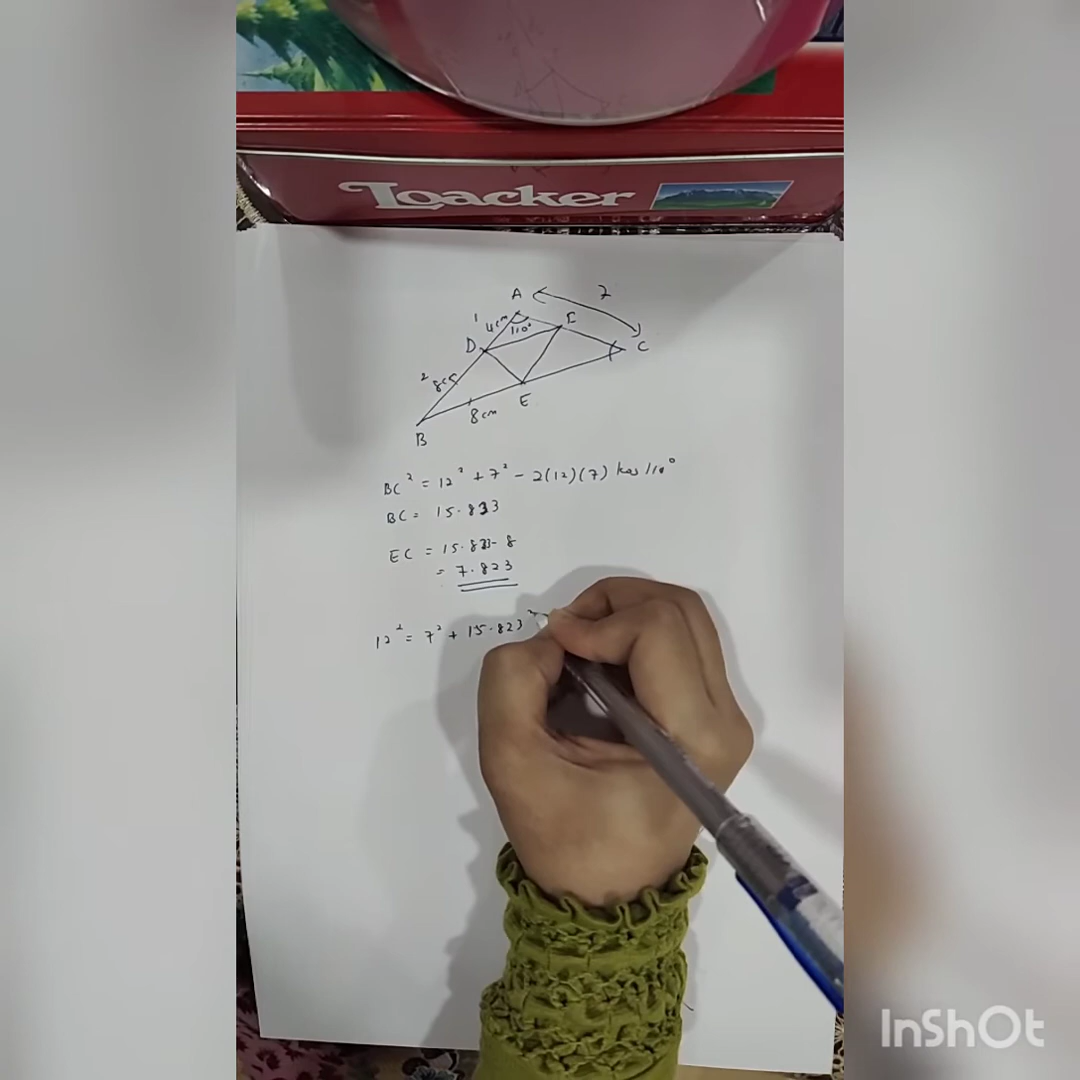 Loacker
A
7
1
4cm
110°
E
D
C
2
8cm
8cm
E
B
BC² = 12² + 7² - 2(12)(7) kos 110°
BC = 15.833
EC = 15.833 - 8
= 7.823
12² = 7² + 15.823²
InShOt